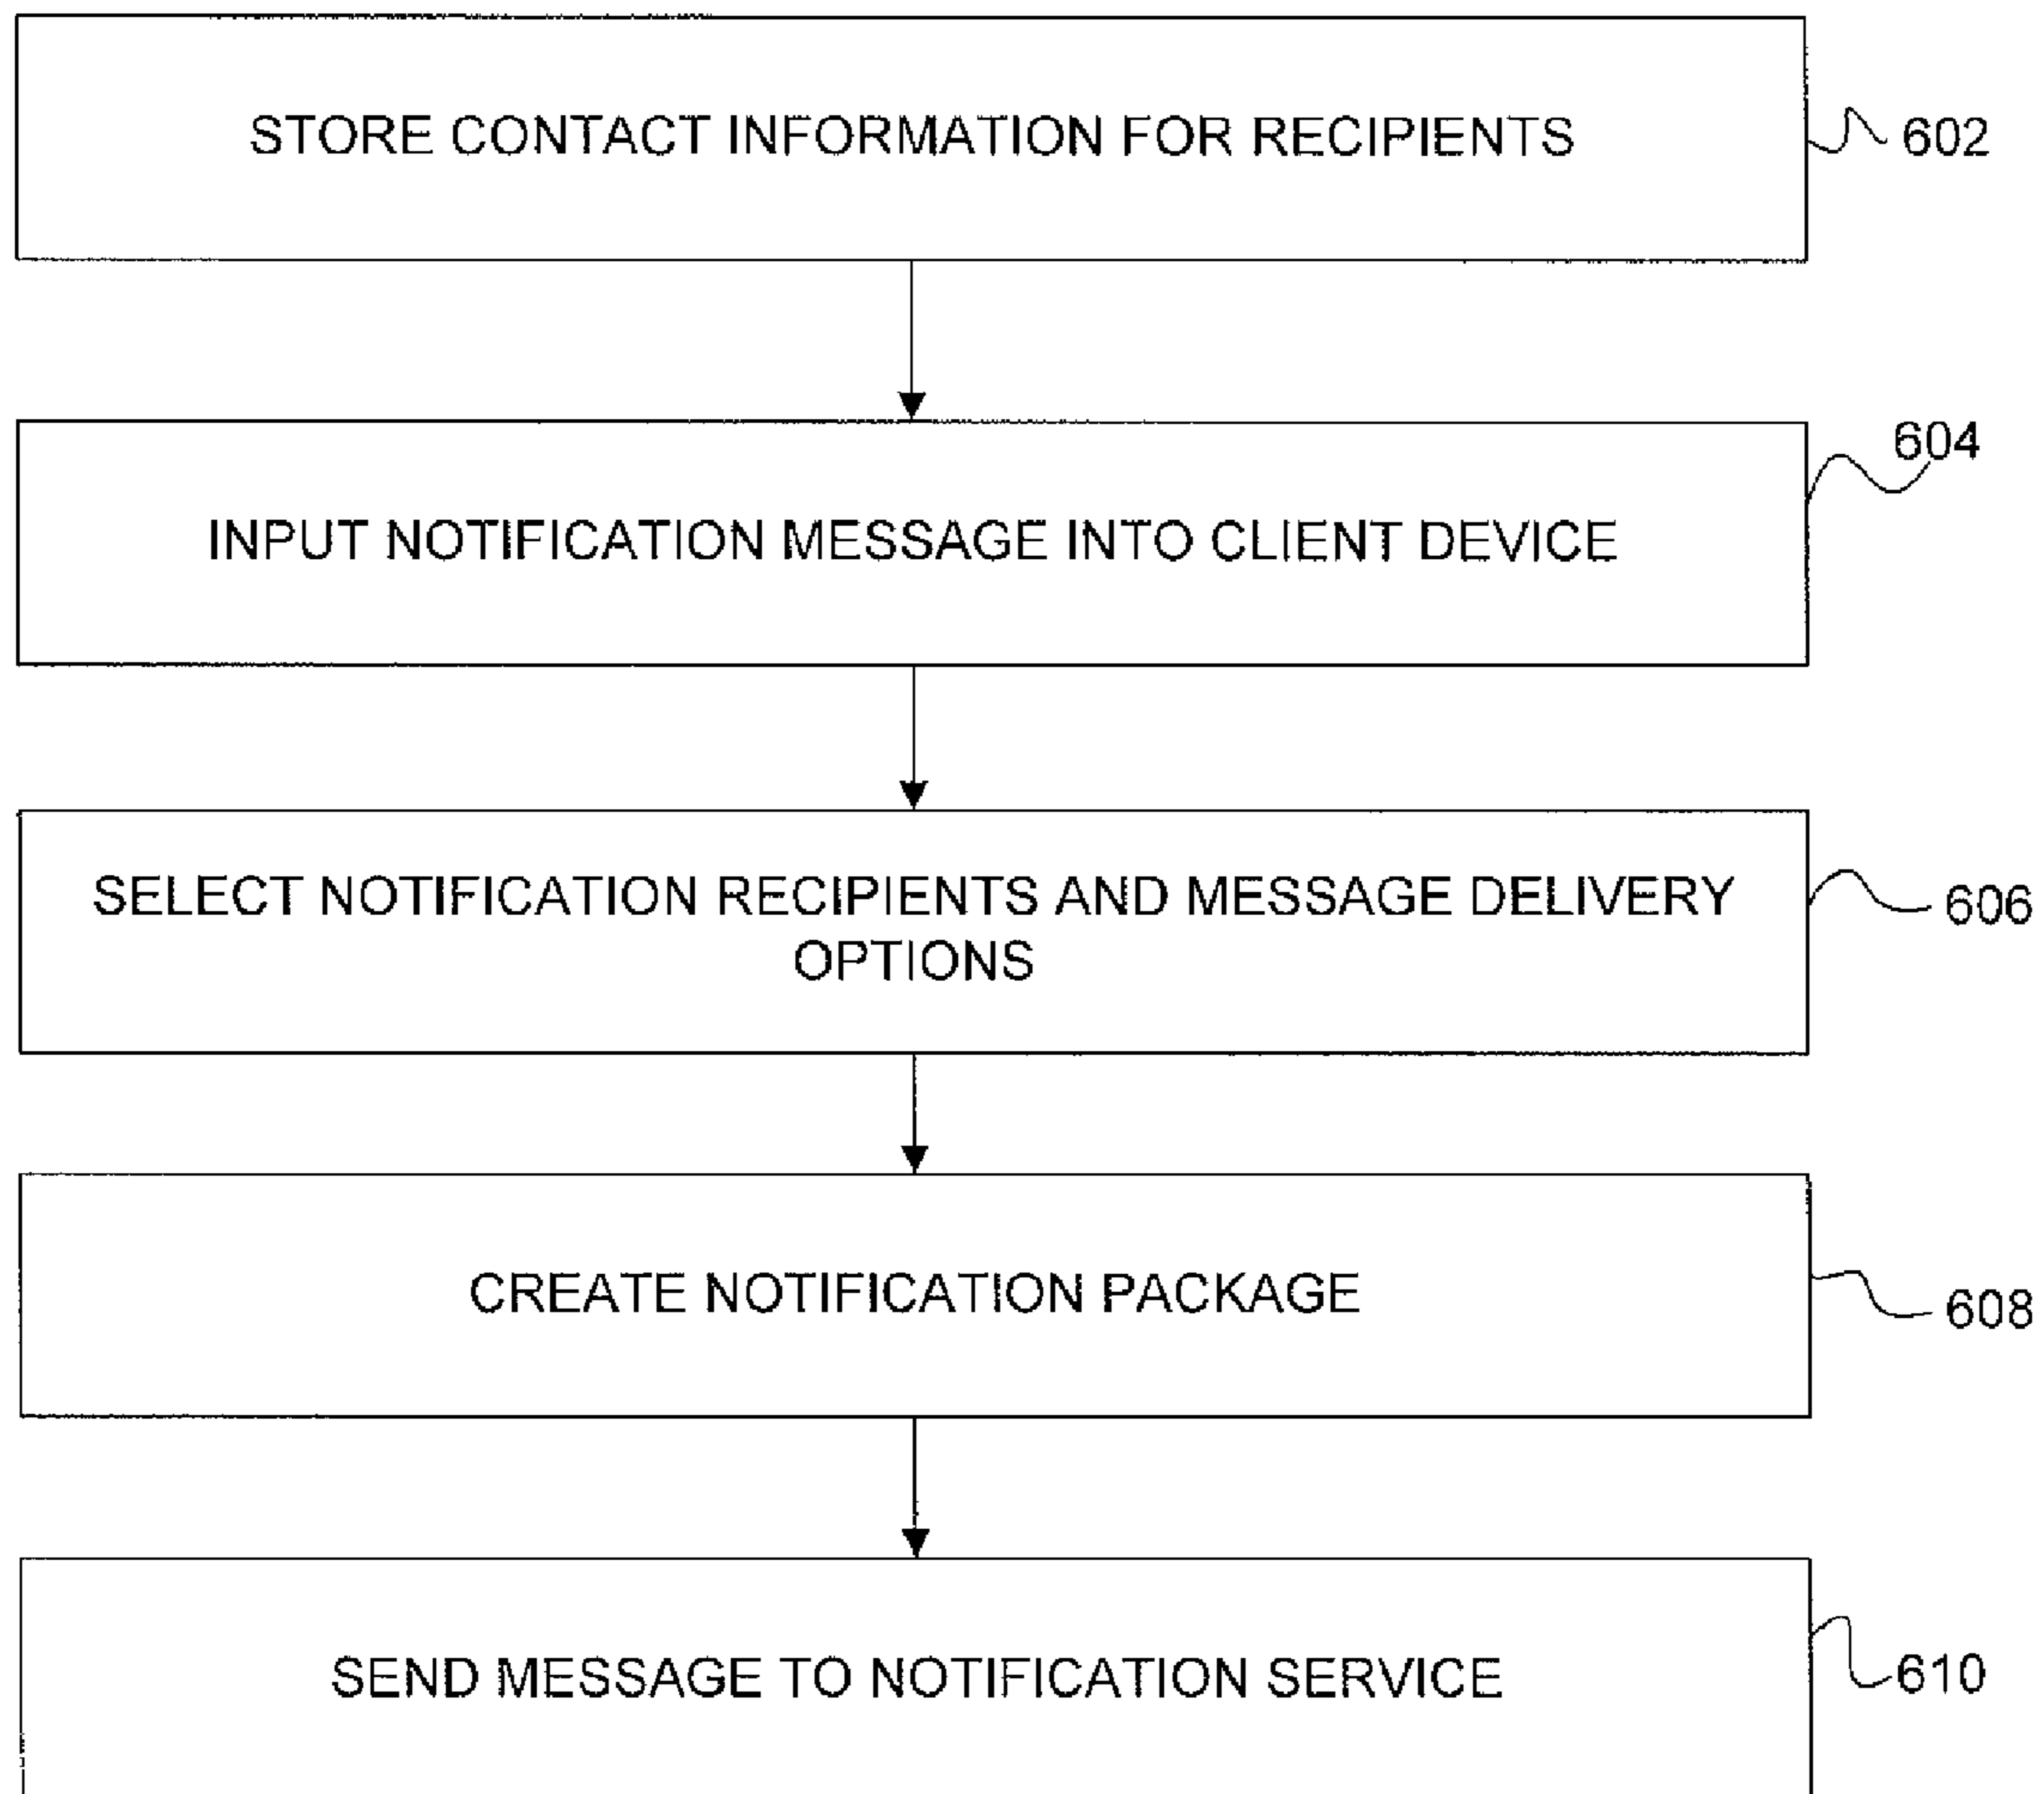 STORE CONTACT INFORMATION FOR RECIPIENTS
602
604
INPUT NOTIFICATION MESSAGE INTO CLIENT DEVICE
SELECT NOTIFICATION RECIPIENTS AND MESSAGE DELIVERY
OPTIONS
606
CREATE NOTIFICATION PACKAGE
608
SEND MESSAGE TO NOTIFICATION SERVICE
610